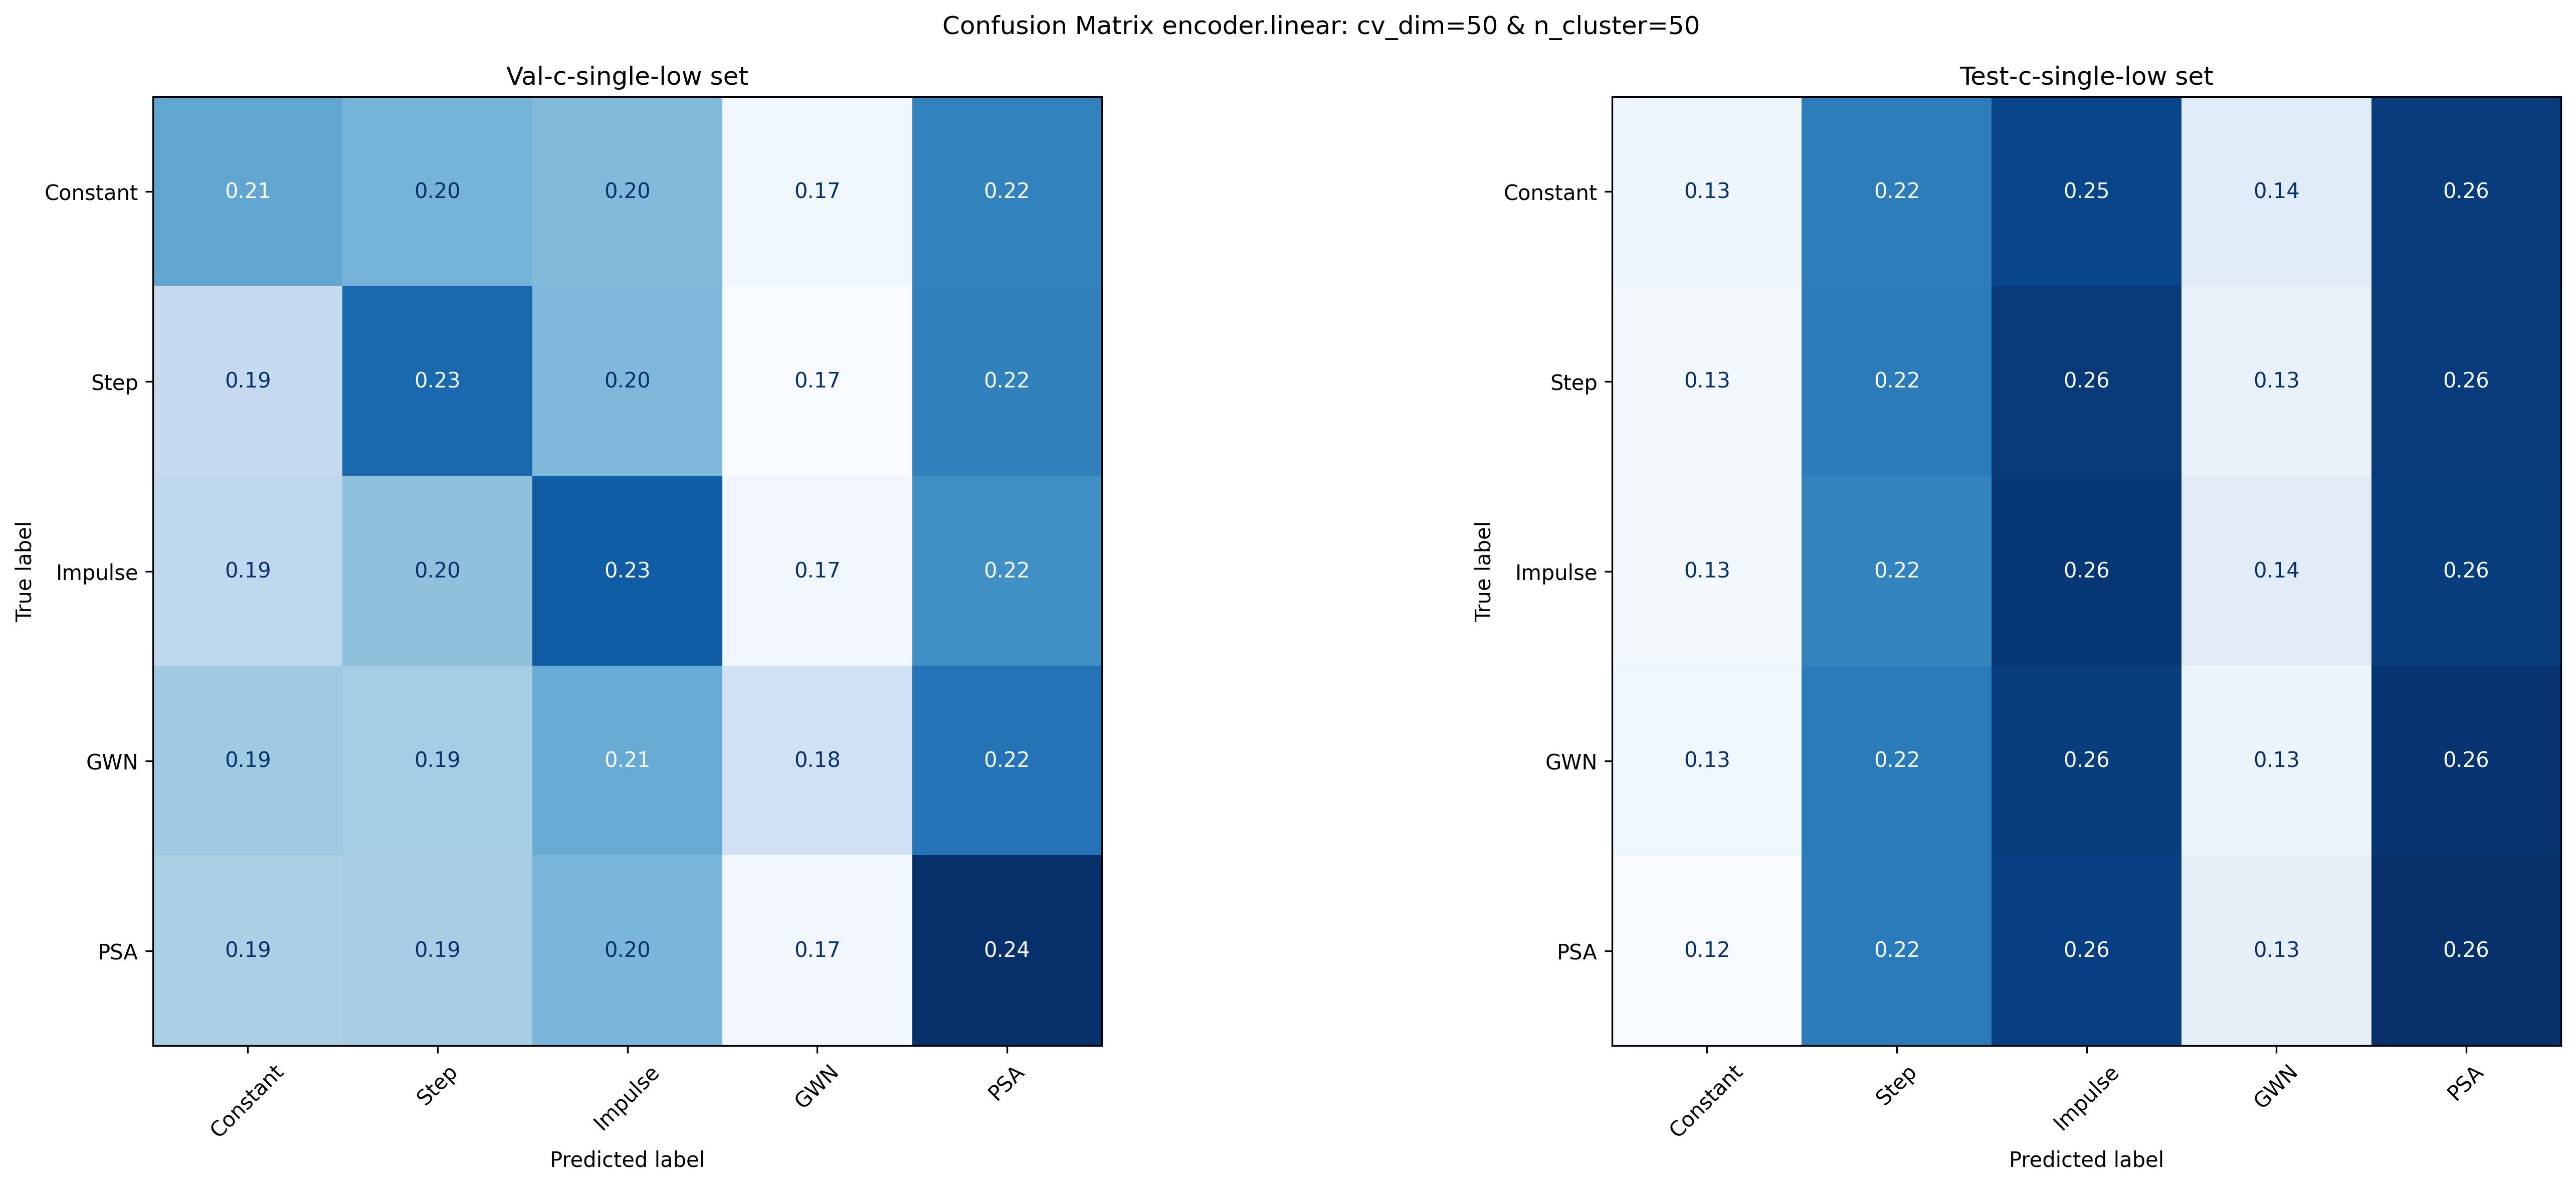 Confusion Matrix encoder.linear: cv_dim=50 & n_cluster=50
Val-c-single-low set
True label
Constant 0.21 0.20 0.20 0.17 0.22
Step 0.19 0.23 0.20 0.17 0.22
Impulse 0.19 0.20 0.23 0.17 0.22
GWN 0.19 0.19 0.21 0.18 0.22
PSA 0.19 0.19 0.20 0.17 0.24
Constant Step Impulse GWN PSA
Predicted label
Test-c-single-low set
True label
Constant 0.13 0.22 0.25 0.14 0.26
Step 0.13 0.22 0.26 0.13 0.26
Impulse 0.13 0.22 0.26 0.14 0.26
GWN 0.13 0.22 0.26 0.13 0.26
PSA 0.12 0.22 0.26 0.13 0.26
Constant Step Impulse GWN PSA
Predicted label